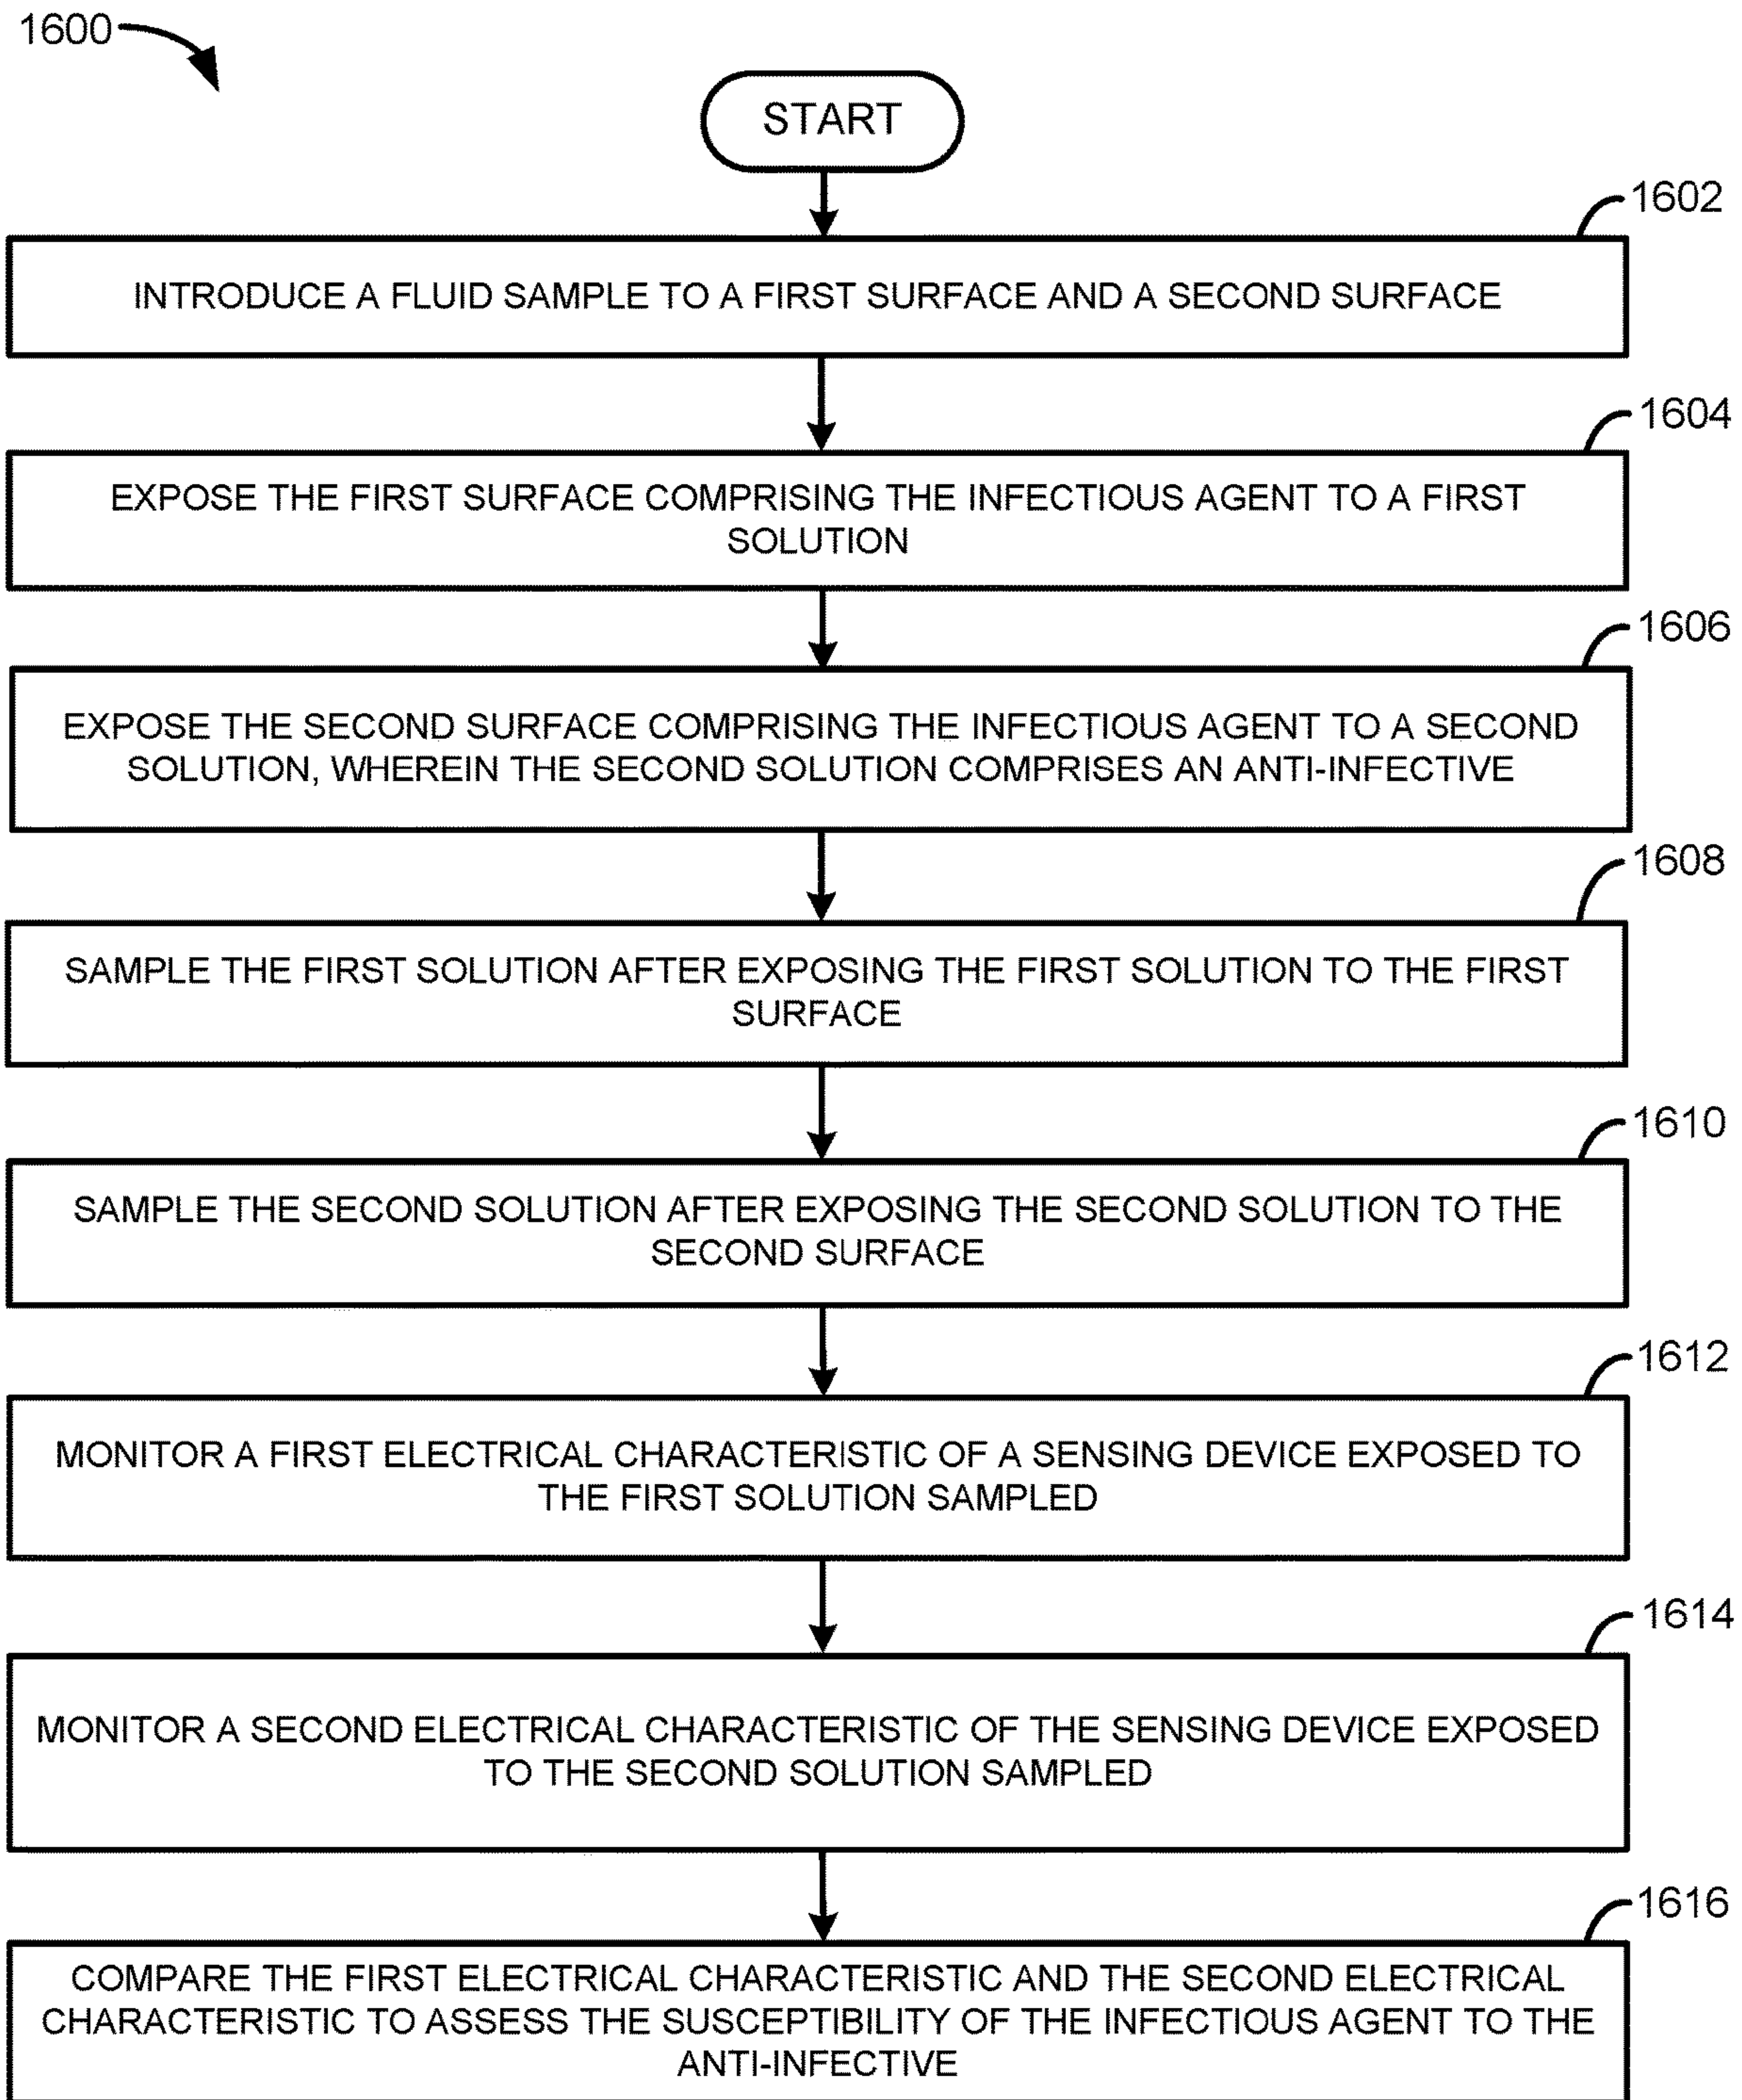 1600
START
1602
INTRODUCE A FLUID SAMPLE TO A FIRST SURFACE AND A SECOND SURFACE
1604
EXPOSE THE FIRST SURFACE COMPRISING THE INFECTIOUS AGENT TO A FIRST
SOLUTION
1606
EXPOSE THE SECOND SURFACE COMPRISING THE INFECTIOUS AGENT TO A SECOND
SOLUTION, WHEREIN THE SECOND SOLUTION COMPRISES AN ANTI-INFECTIVE
1608
SAMPLE THE FIRST SOLUTION AFTER EXPOSING THE FIRST SOLUTION TO THE FIRST
SURFACE
1610
SAMPLE THE SECOND SOLUTION AFTER EXPOSING THE SECOND SOLUTION TO THE
SECOND SURFACE
1612
MONITOR A FIRST ELECTRICAL CHARACTERISTIC OF A SENSING DEVICE EXPOSED TO
THE FIRST SOLUTION SAMPLED
1614
MONITOR A SECOND ELECTRICAL CHARACTERISTIC OF THE SENSING DEVICE EXPOSED
TO THE SECOND SOLUTION SAMPLED
1616
COMPARE THE FIRST ELECTRICAL CHARACTERISTIC AND THE SECOND ELECTRICAL
CHARACTERISTIC TO ASSESS THE SUSCEPTIBILITY OF THE INFECTIOUS AGENT TO THE
ANTI-INFECTIVE